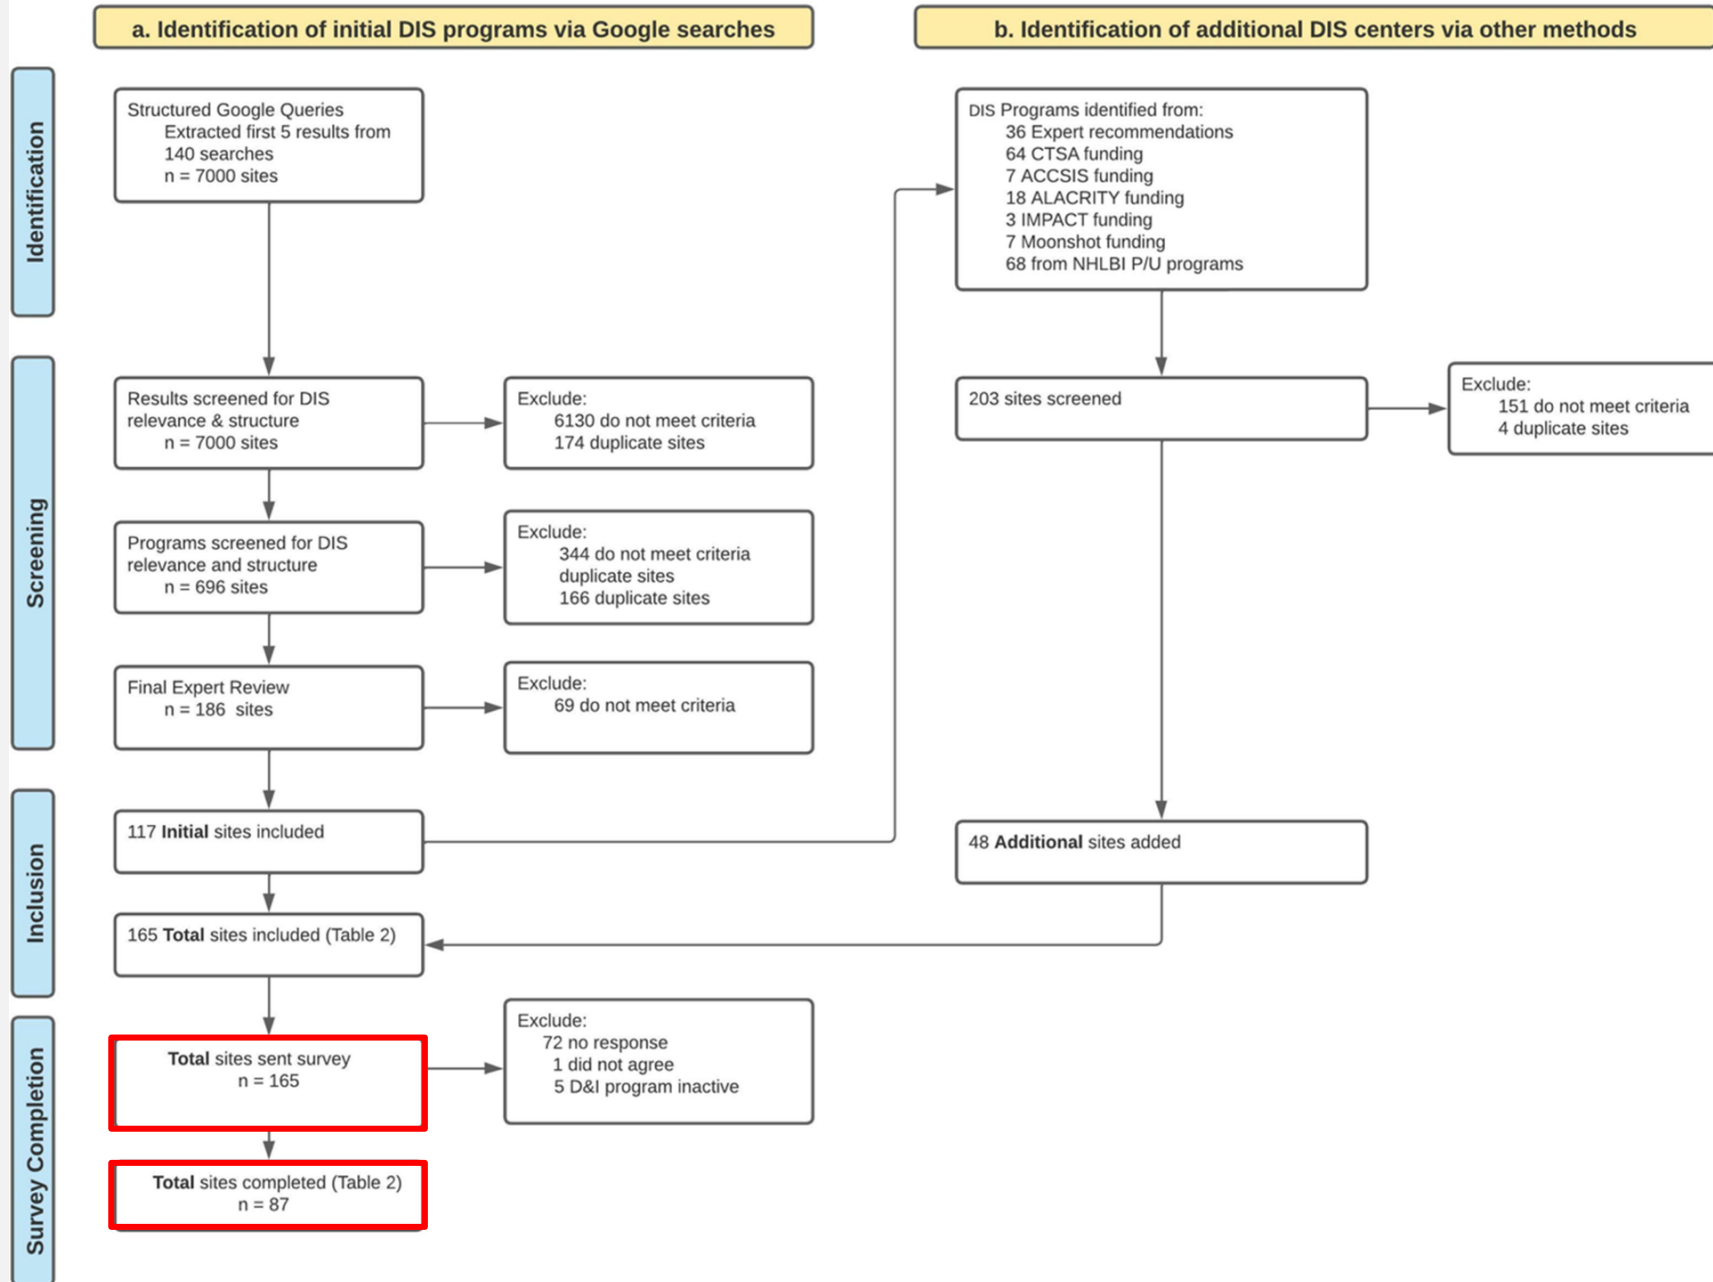 a. Identification of initial DIS programs via Google searches
b. Identification of additional DIS centers via other methods
Identification
Structured Google Queries
Extracted first 5 results from
140 searches
n = 7000 sites
DIS Programs identified from:
36 Expert recommendations
64 CTSA funding
7 ACCSIS funding
18 ALACRITY funding
3 IMPACT funding
7 Moonshot funding
68 from NHLBI P/U programs
Screening
Results screened for DIS
relevance & structure
n = 7000 sites
Exclude:
6130 do not meet criteria
174 duplicate sites
203 sites screened
Exclude:
151 do not meet criteria
4 duplicate sites
Programs screened for DIS
relevance and structure
n = 696 sites
Exclude:
344 do not meet criteria
duplicate sites
166 duplicate sites
Final Expert Review
n = 186 sites
Exclude:
69 do not meet criteria
Inclusion
117 Initial sites included
48 Additional sites added
165 Total sites included (Table 2)
Survey Completion
Total sites sent survey
n = 165
Exclude:
72 no response
1 did not agree
5 D&I program inactive
Total sites completed (Table 2)
n = 87